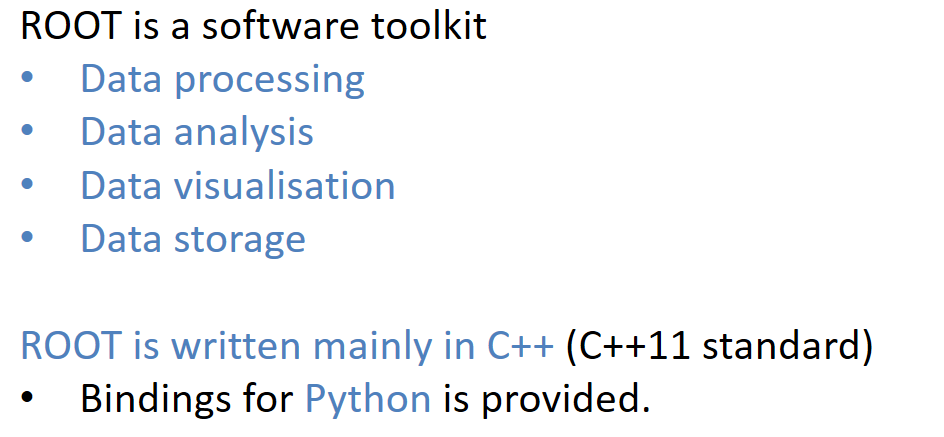 ROOT is a software toolkit
• Data processing
• Data analysis
• Data visualisation
• Data storage
ROOT is written mainly in C++ (C++11 standard)
• Bindings for Python is provided.